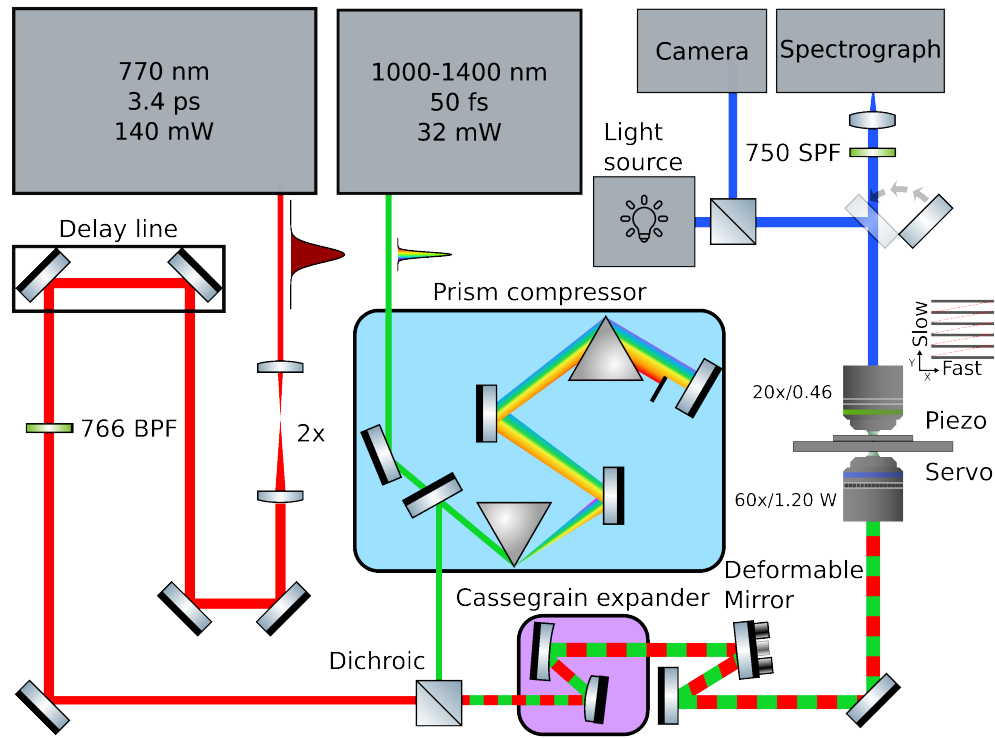 770 nm
3.4 ps
140 mW
1000-1400 nm
50 fs
32 mW
Camera
Spectrograph
Light
source
750 SPF
Delay line
Prism compressor
Slow
Y
X
Fast
20x/0.46
Piezo
Servo
60x/1.20 W
766 BPF
2x
Deformable
Mirror
Cassegrain expander
Dichroic